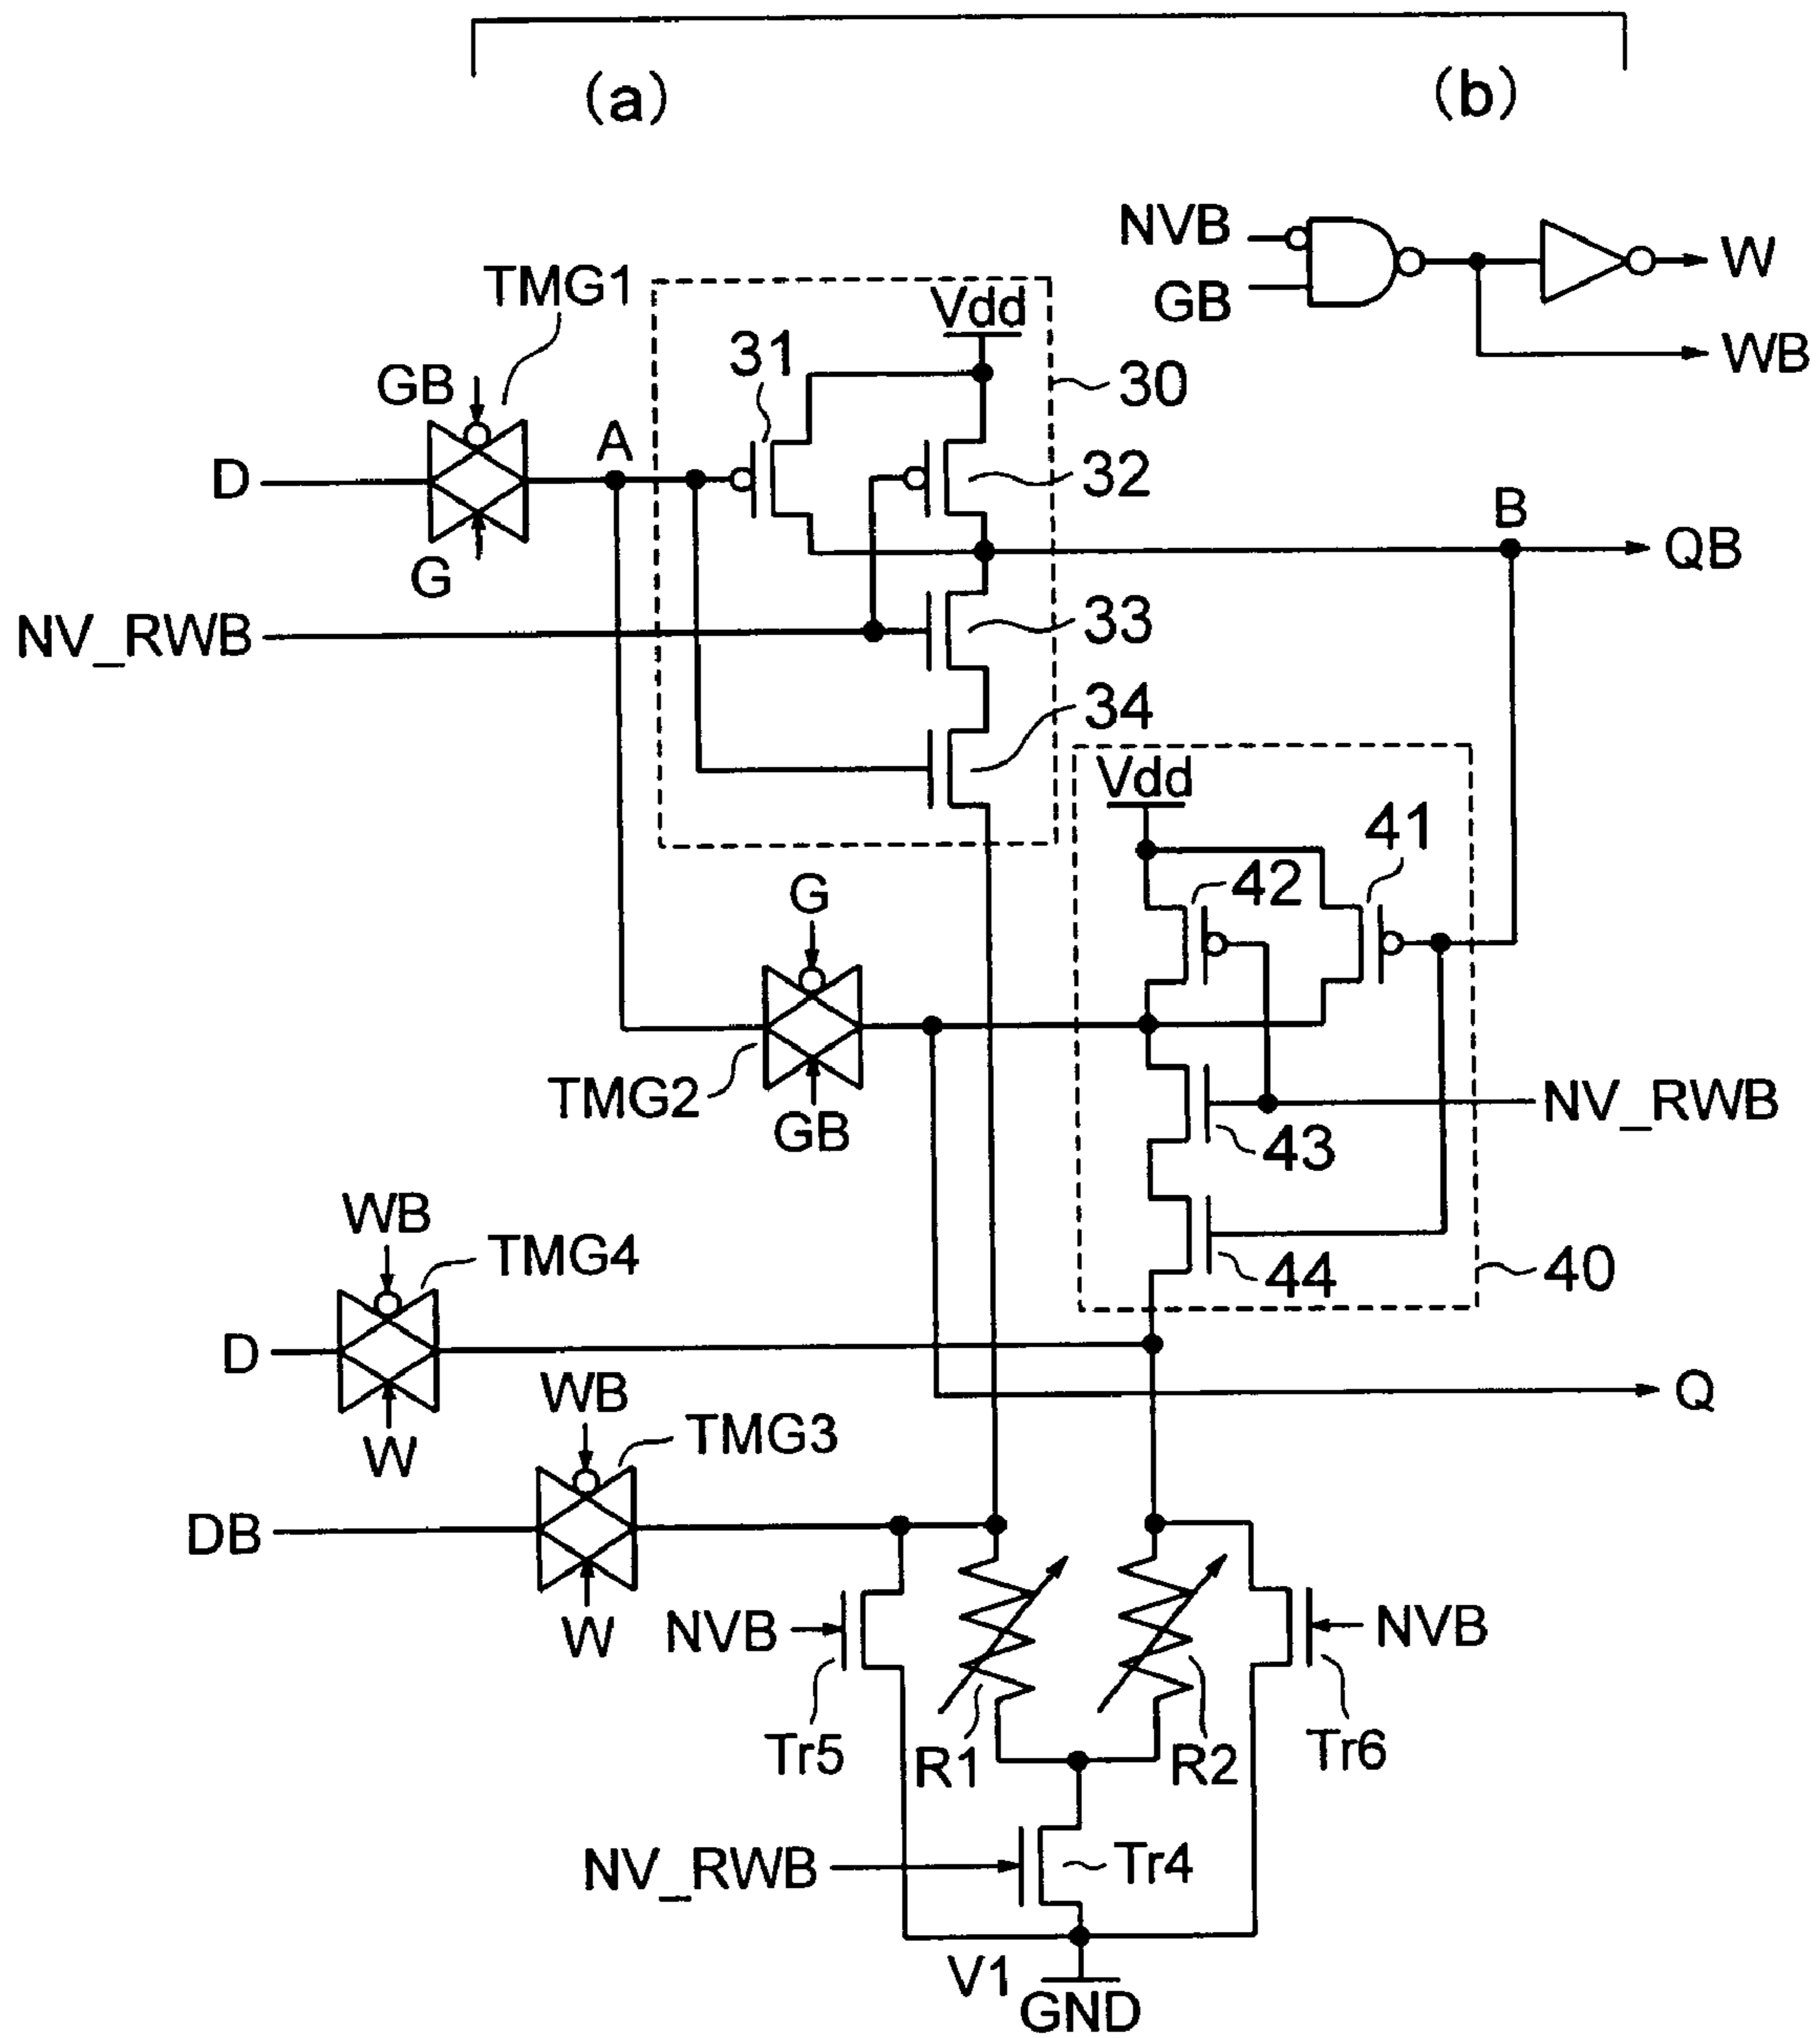 (a)
(b)
NVB
GB
W
WB
TMG1
Vdd
31
30
GB
A
D
32
G
B
QB
NV_RWB
33
34
Vdd
41
42
G
TMG2
GB
NV_RWB
43
WB
TMG4
44
40
D
WB
Q
W
TMG3
DB
W
NVB
NVB
Tr5
R1
R2
Tr6
NV_RWB
Tr4
V1
GND